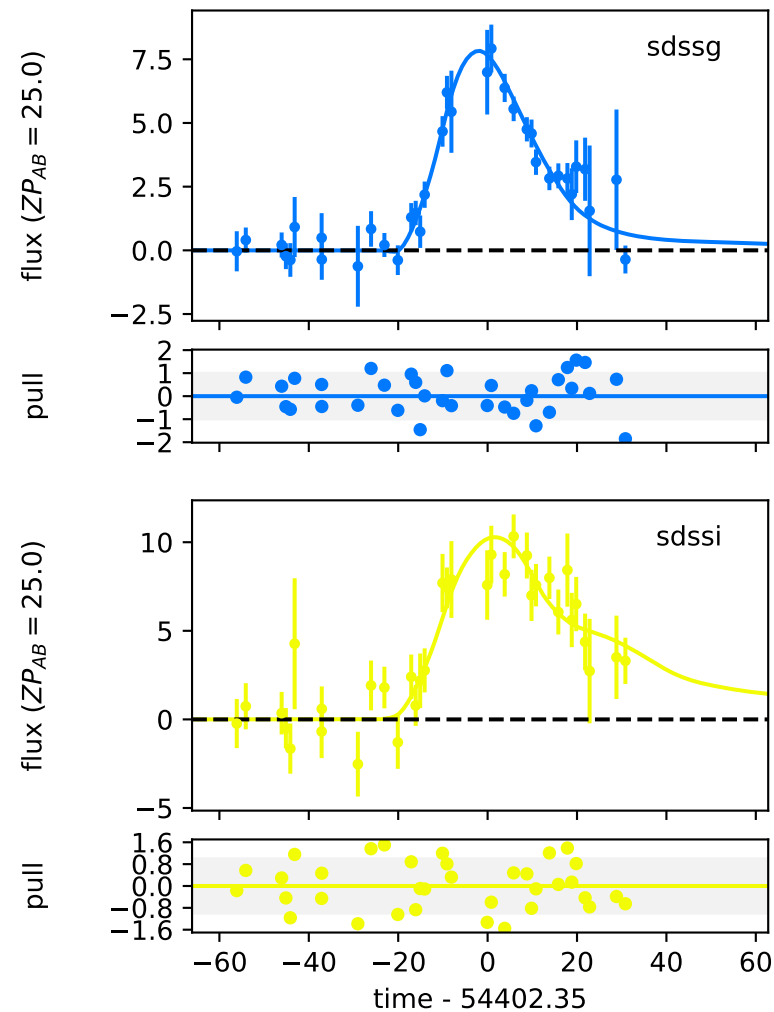 sdssg
flux (ZP_AB = 25.0)
7.5
5.0
2.5
0.0
−2.5
pull
2
1
0
−1
−2
sdssi
flux (ZP_AB = 25.0)
10
5
0
−5
pull
1.6
0.8
0.0
−0.8
−1.6
−60 −40 −20 0 20 40 60
time - 54402.35